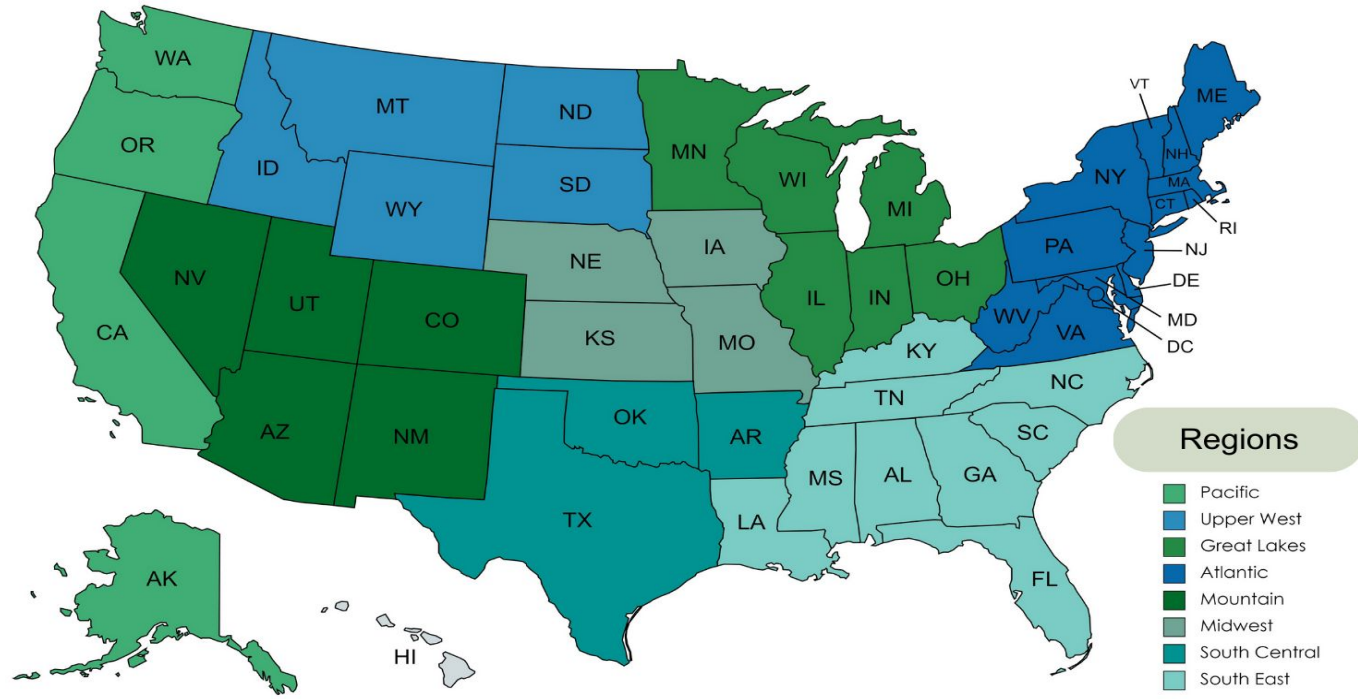 WA
OR
CA
AK
HI
MT
ID
WY
ND
SD
NV
UT
CO
AZ
NM
NE
KS
IA
MO
OK
TX
AR
MN
WI
MI
IL
IN
OH
KY
TN
NC
SC
MS
AL
GA
LA
FL
VT
ME
NH
NY
MA
CT
RI
PA
NJ
DE
MD
DC
WV
VA
Regions
Pacific
Upper West
Great Lakes
Atlantic
Mountain
Midwest
South Central
South East